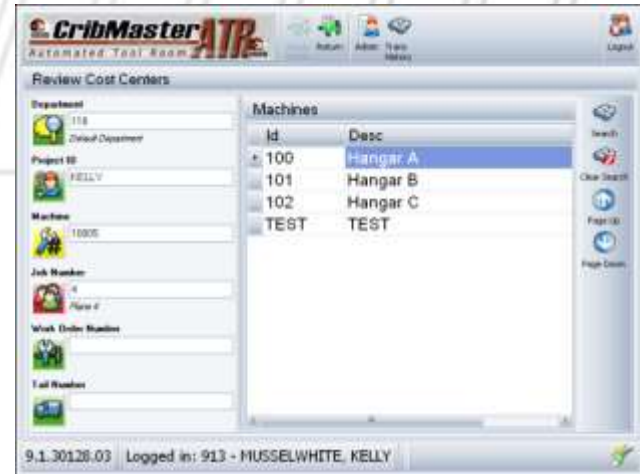 CribMaster ATR
Automated Tool Room
Return Admin Trans History Logout
Review Cost Centers
Department
118
Default Department
Project ID
KELLY
Machine
10005
Job Number
4
Plane 4
Work Order Number
Tail Number
Machines
Id Desc
100 Hangar A
101 Hangar B
102 Hangar C
TEST TEST
Search
Clear Search
Page Up
Page Down
9.1.30128.03 Logged in: 913 - MUSSELWHITE, KELLY